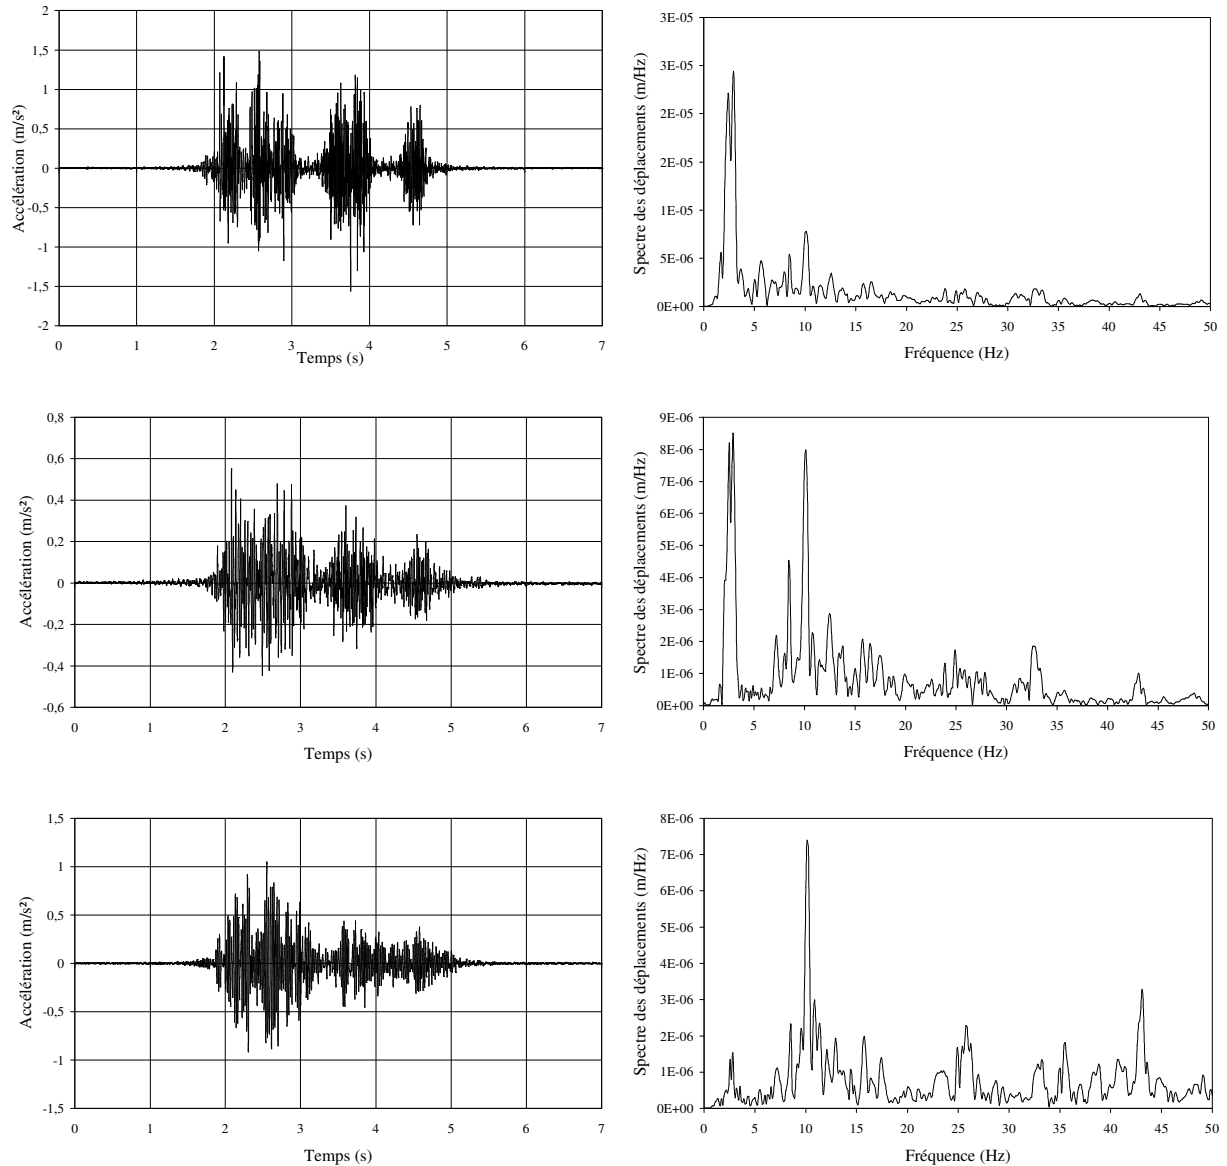 Accélération (m/s²)
2
1,5
1
0,5
0
-0,5
-1
-1,5
-2
0 1 2 3 4 5 6 7
Temps (s)
Spectre des déplacements (m/Hz)
3E-05
3E-05
2E-05
2E-05
1E-05
5E-06
0E+00
0 5 10 15 20 25 30 35 40 45 50
Fréquence (Hz)
Accélération (m/s²)
0,8
0,6
0,4
0,2
0
-0,2
-0,4
-0,6
0 1 2 3 4 5 6 7
Temps (s)
Spectre des déplacements (m/Hz)
9E-06
8E-06
7E-06
6E-06
5E-06
4E-06
3E-06
2E-06
1E-06
0E+00
0 5 10 15 20 25 30 35 40 45 50
Fréquence (Hz)
Accélération (m/s²)
1,5
1
0,5
0
-0,5
-1
-1,5
0 1 2 3 4 5 6 7
Temps (s)
Spectre des déplacements (m/Hz)
8E-06
7E-06
6E-06
5E-06
4E-06
3E-06
2E-06
1E-06
0E+00
0 5 10 15 20 25 30 35 40 45 50
Fréquence (Hz)